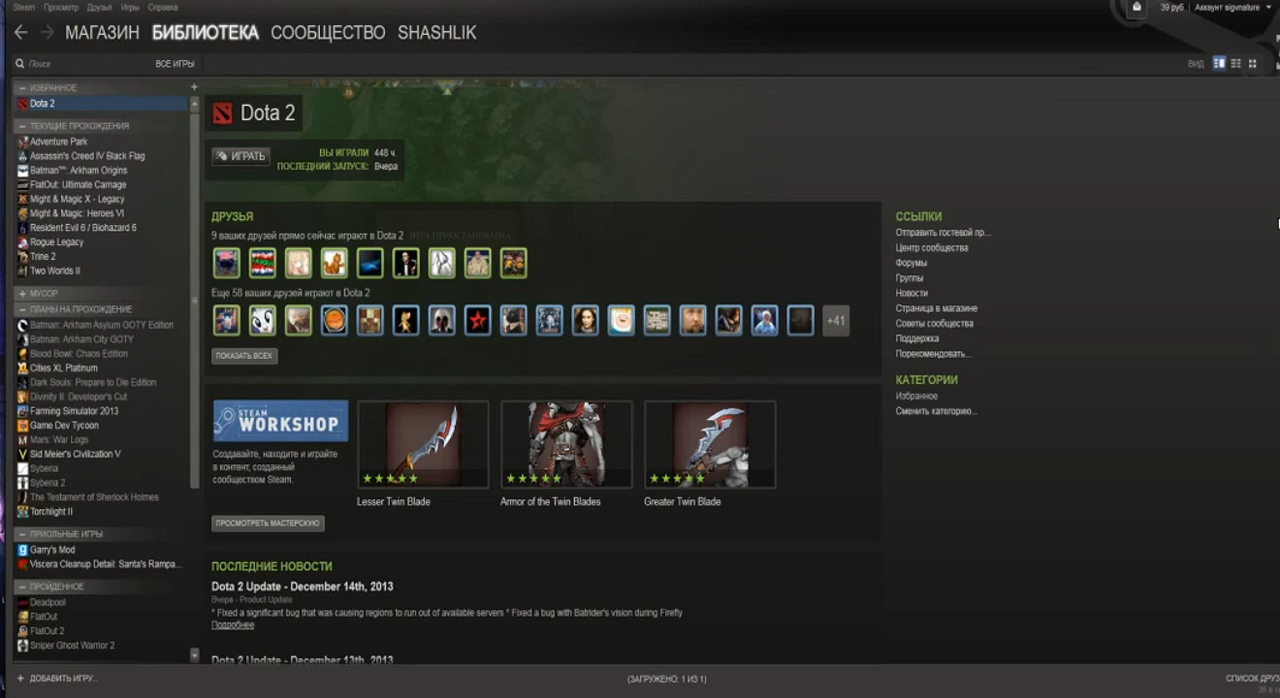 Steam Просмотр Друзья Игры Справка
39 руб | Аккаунт sigvnature
МАГАЗИН БИБЛИОТЕКА СООБЩЕСТВО SHASHLIK
Поиск ВСЕ ИГРЫ
ВИД
— ИЗБРАННОЕ +
Dota 2
— ТЕКУЩИЕ ПРОХОЖДЕНИЯ
Adventure Park
Assassin's Creed IV Black Flag
Batman™: Arkham Origins
FlatOut: Ultimate Carnage
Might & Magic X - Legacy
Might & Magic: Heroes VI
Resident Evil 6 / Biohazard 6
Rogue Legacy
Trine 2
Two Worlds II
+ МУСОР
— ПЛАНЫ НА ПРОХОЖДЕНИЕ
Batman: Arkham Asylum GOTY Edition
Batman: Arkham City GOTY
Blood Bowl: Chaos Edition
Cities XL Platinum
Dark Souls: Prepare to Die Edition
Divinity II: Developer's Cut
Farming Simulator 2013
Game Dev Tycoon
Mars: War Logs
Sid Meier's Civilization V
Syberia
Syberia 2
The Testament of Sherlock Holmes
Torchlight II
— ПРИОЛЬНЫЕ ИГРЫ
Garry's Mod
Viscera Cleanup Detail: Santa's Rampa...
— ПРОЙДЕННОЕ
Deadpool
FlatOut
FlatOut 2
Sniper Ghost Warrior 2
+ ДОБАВИТЬ ИГРУ...
Dota 2
ИГРАТЬ
ВЫ ИГРАЛИ 448 ч.
ПОСЛЕДНИЙ ЗАПУСК: Вчера
ДРУЗЬЯ
9 ваших друзей прямо сейчас играют в Dota 2
ИГРА ПРИОСТАНОВЛЕНА
Еще 58 ваших друзей играют в Dota 2
+41
ПОКАЗАТЬ ВСЕХ
STEAM
WORKSHOP
Создавайте, находите и играйте
в контент, созданный
сообществом Steam.
Lesser Twin Blade
Armor of the Twin Blades
Greater Twin Blade
ПРОСМОТРЕТЬ МАСТЕРСКУЮ
ПОСЛЕДНИЕ НОВОСТИ
Dota 2 Update - December 14th, 2013
Вчера - Product Update
* Fixed a significant bug that was causing regions to run out of available servers * Fixed a bug with Batrider's vision during Firefly
Подробнее
Dota 2 Update - December 13th, 2013
ССЫЛКИ
Отправить гостевой пр...
Центр сообщества
Форумы
Группы
Новости
Страница в магазине
Советы сообщества
Поддержка
Порекомендовать...
КАТЕГОРИИ
Избранное
Сменить категорию...
(ЗАГРУЖЕНО: 1 ИЗ 1)
СПИСОК ДРУЗ